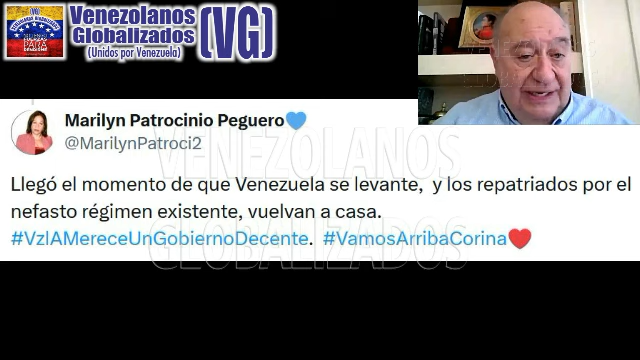 Venezolanos
Globalizados
(Unidos por Venezuela)
(VG)
Marilyn Patrocinio Peguero💙
@MarilynPatroci2
Llegó el momento de que Venezuela se levante, y los repatriados por el
nefasto régimen existente, vuelvan a casa.
#VzlAMereceUnGobiernoDecente. #VamosArribaCorina❤️
VENEZOLANOS
GLOBALIZADOS